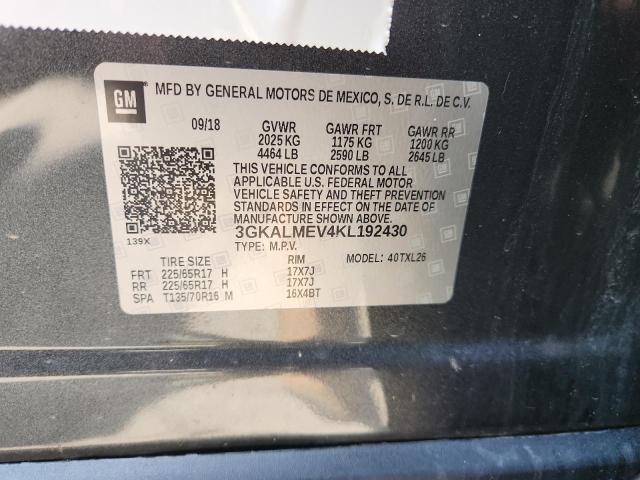 GM
MFD BY GENERAL MOTORS DE MEXICO, S. DE R.L. DE C.V.
09/18 GVWR GAWR FRT GAWR RR
2025 KG 1175 KG 1200 KG
4464 LB 2590 LB 2645 LB
THIS VEHICLE CONFORMS TO ALL
APPLICABLE U.S. FEDERAL MOTOR
VEHICLE SAFETY AND THEFT PREVENTION
STANDARDS IN EFFECT ON THE DATE OF
MANUFACTURE SHOWN ABOVE.
139X 3GKALMEV4KL192430
TYPE: M.P.V. MODEL: 40TXL26
TIRE SIZE RIM
FRT 225/65R17 H 17X7J
RR 225/65R17 H 17X7J
SPA T135/70R16 M 16X4BT